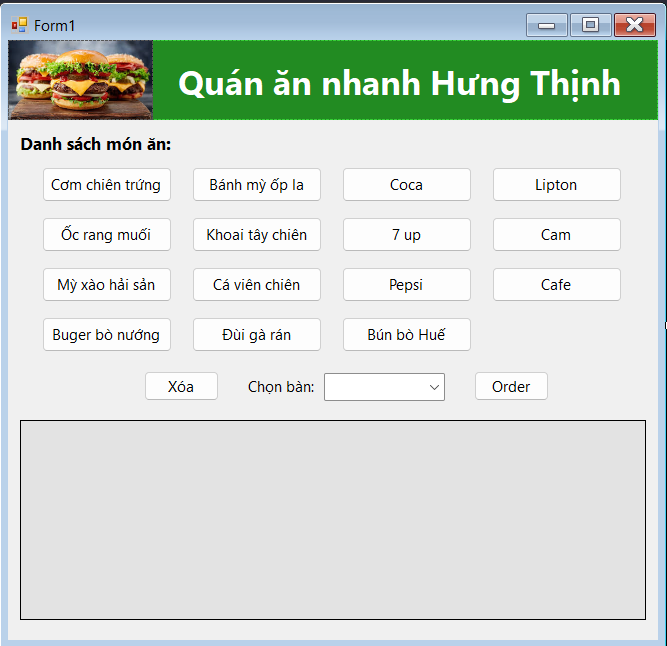 Form1
Quán ăn nhanh Hưng Thịnh
Danh sách món ăn:
Cơm chiên trứng Bánh mỳ ốp la Coca Lipton
Ốc rang muối Khoai tây chiên 7 up Cam
Mỳ xào hải sản Cá viên chiên Pepsi Cafe
Buger bò nướng Đùi gà rán Bún bò Huế
Xóa Chọn bàn: Order